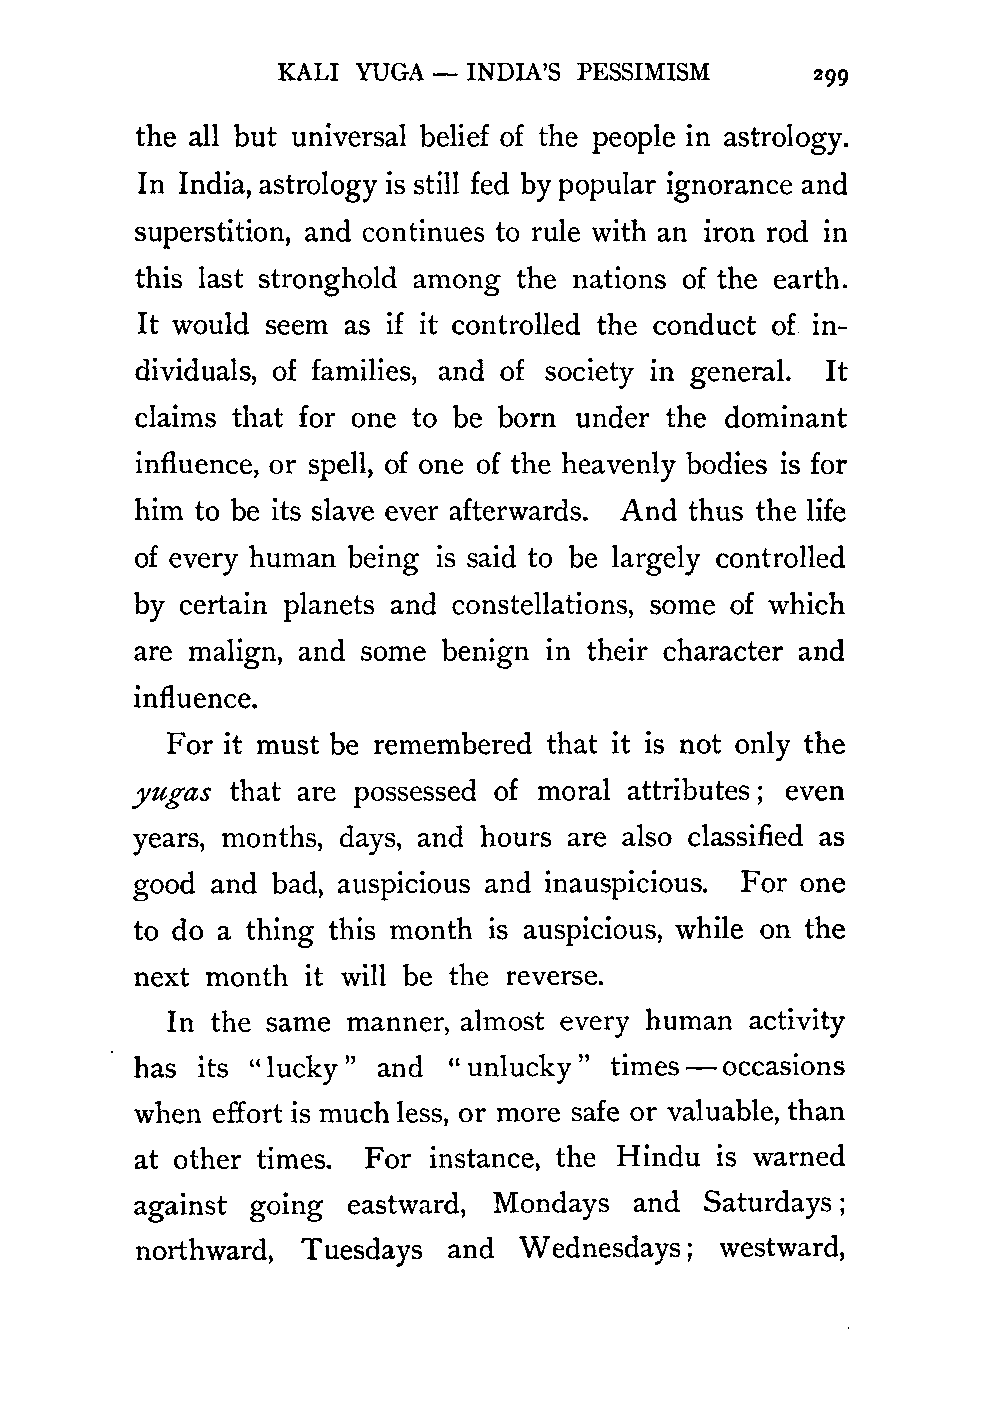 KALI YUGA — INDIA'S PESSIMISM 299
the all but universal belief of the people in astrology.
In India, astrology is still fed by popular ignorance and
superstition, and continues to rule with an iron rod in
this last stronghold among the nations of the earth.
It would seem as if it controlled the conduct of in-
dividuals, of families, and of society in general. It
claims that for one to be born under the dominant
influence, or spell, of one of the heavenly bodies is for
him to be its slave ever afterwards. And thus the life
of every human being is said to be largely controlled
by certain planets and constellations, some of which
are malign, and some benign in their character and
influence.
For it must be remembered that it is not only the
yugas that are possessed of moral attributes; even
years, months, days, and hours are also classified as
good and bad, auspicious and inauspicious. For one
to do a thing this month is auspicious, while on the
next month it will be the reverse.
In the same manner, almost every human activity
has its "lucky" and "unlucky" times — occasions
when effort is much less, or more safe or valuable, than
at other times. For instance, the Hindu is warned
against going eastward, Mondays and Saturdays;
northward, Tuesdays and Wednesdays; westward,